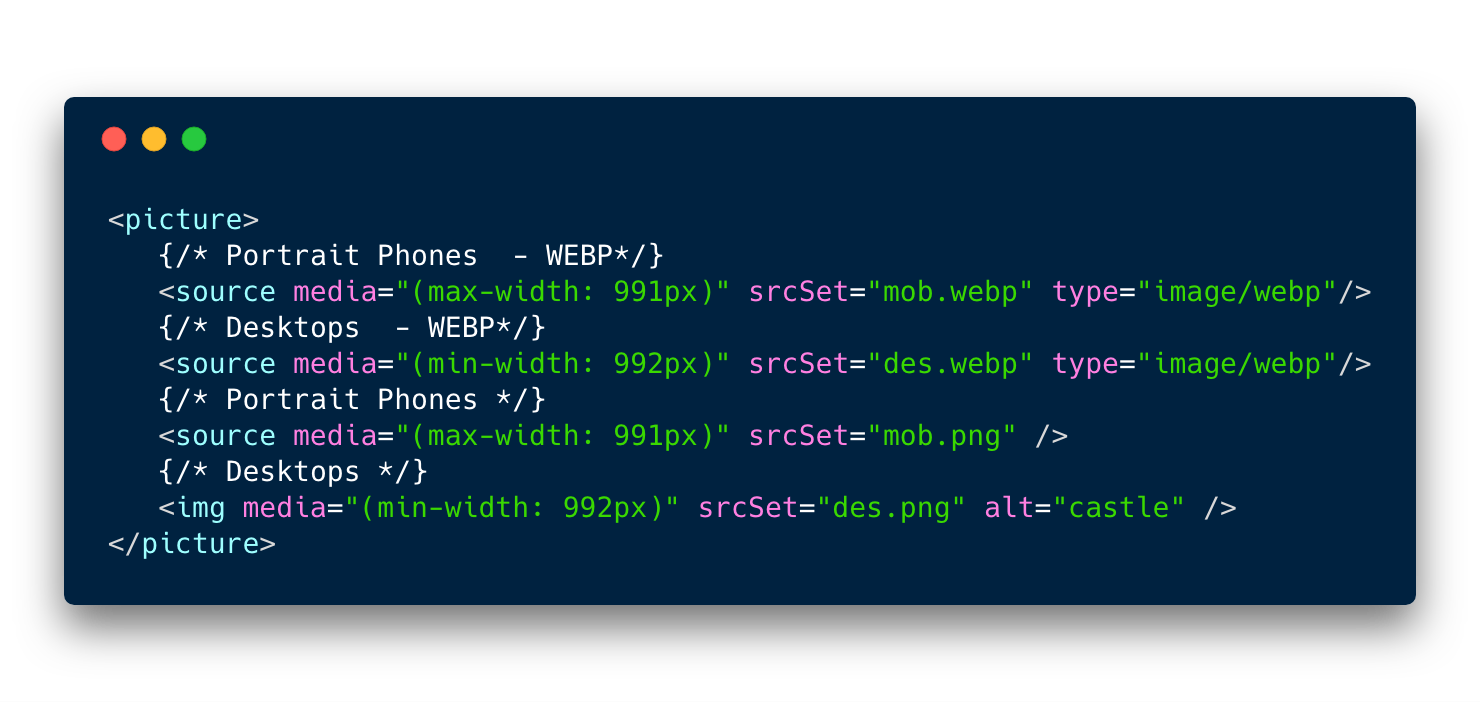 <picture>
   {/* Portrait Phones  - WEBP*/}
   <source media="(max-width: 991px)" srcSet="mob.webp" type="image/webp"/>
   {/* Desktops  - WEBP*/}
   <source media="(min-width: 992px)" srcSet="des.webp" type="image/webp"/>
   {/* Portrait Phones */}
   <source media="(max-width: 991px)" srcSet="mob.png" />
   {/* Desktops */}
   <img media="(min-width: 992px)" srcSet="des.png" alt="castle" />
</picture>